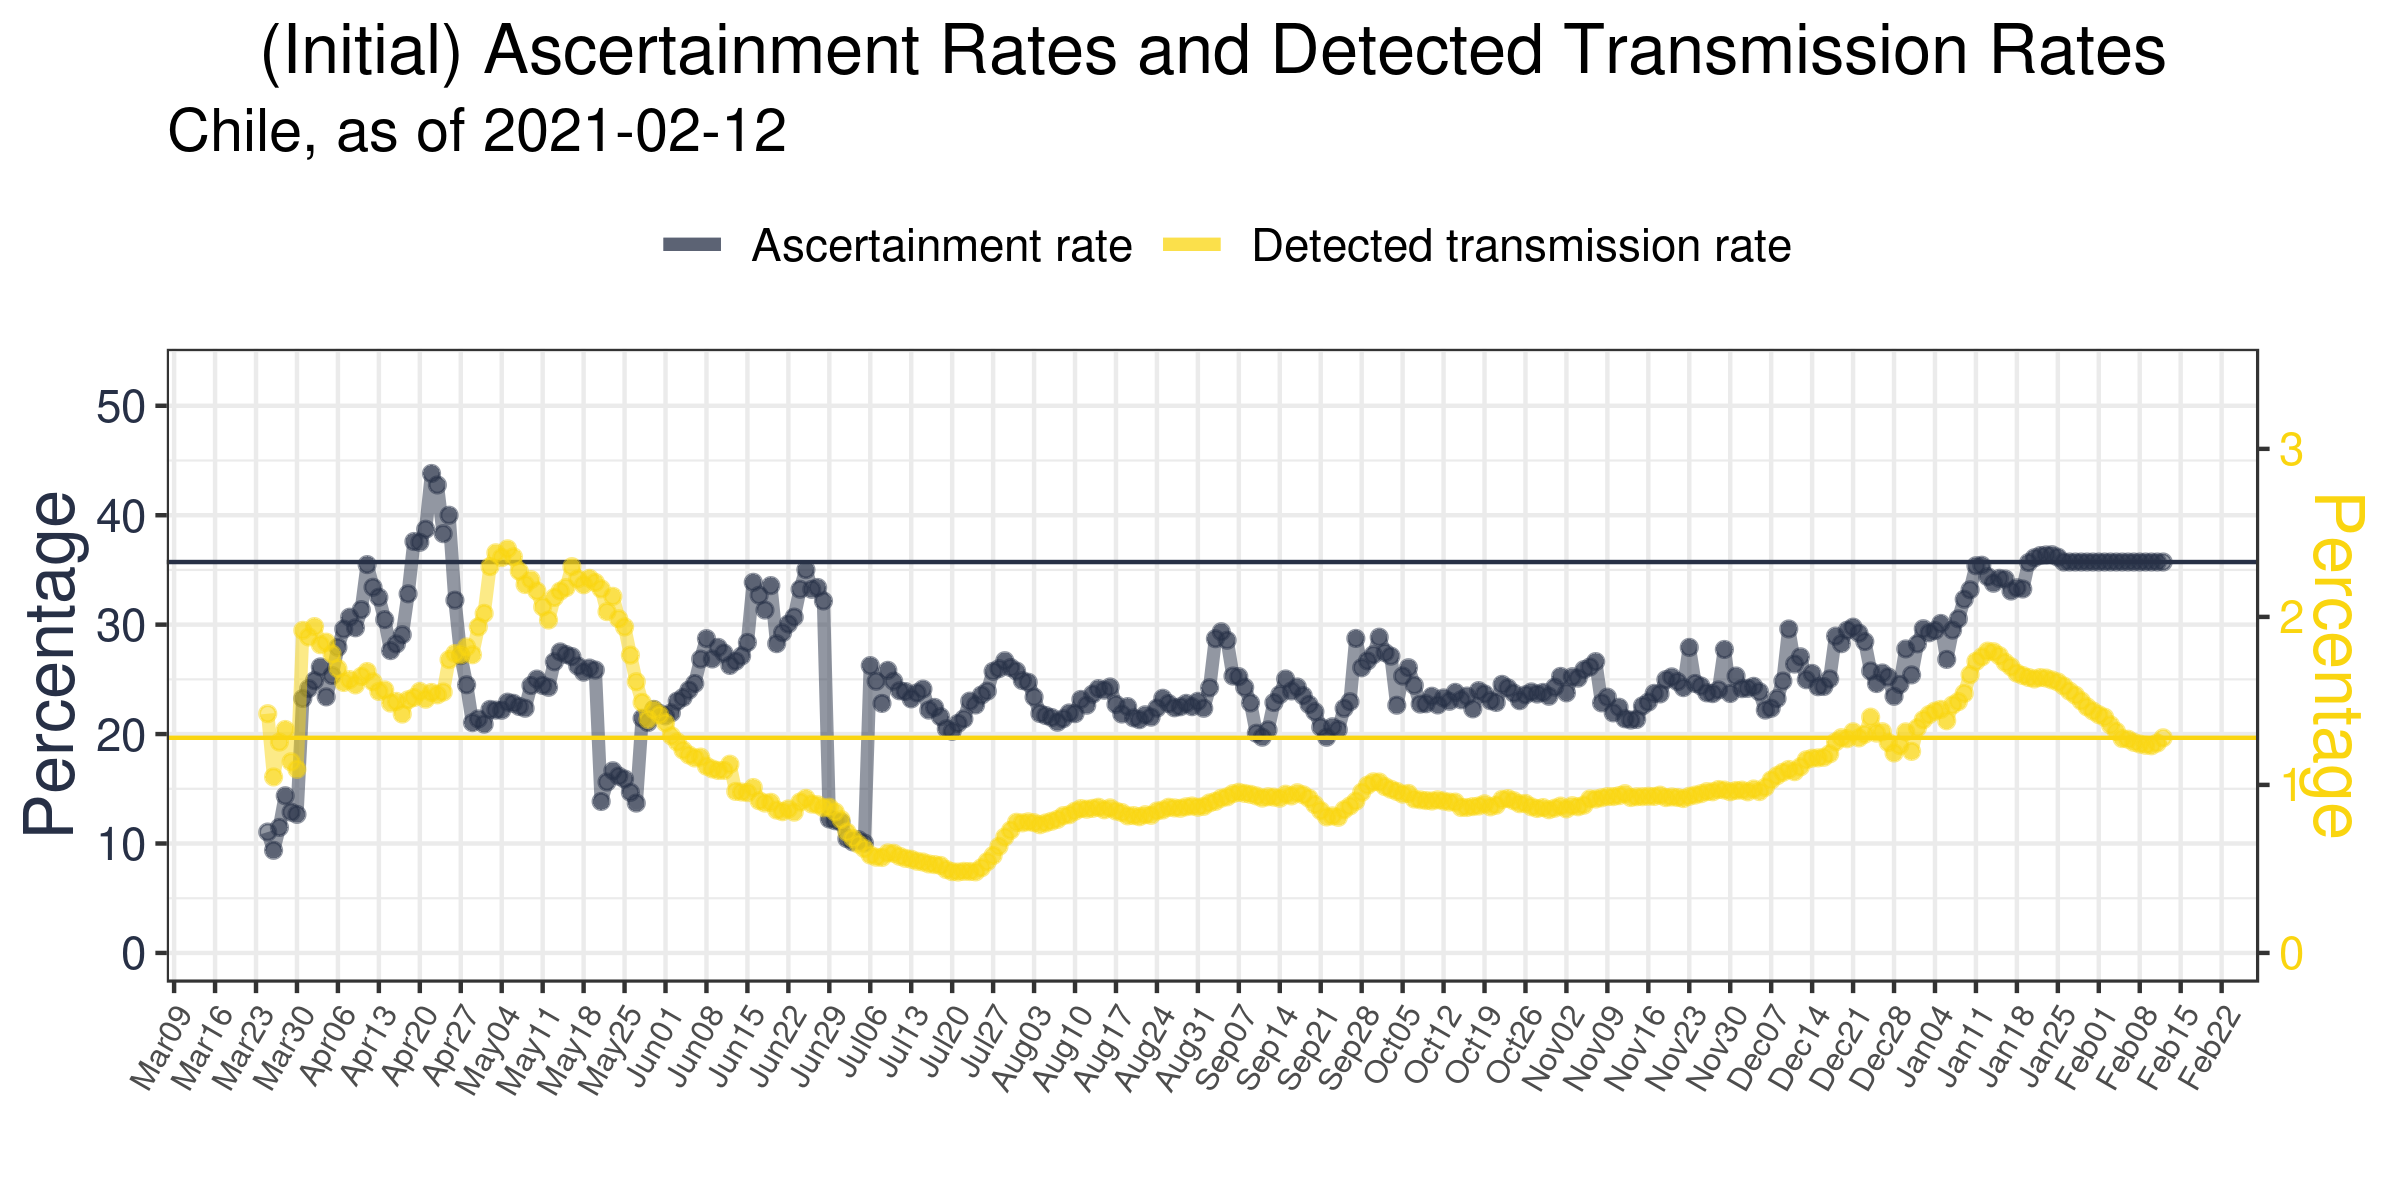 (Initial) Ascertainment Rates and Detected Transmission Rates
Chile, as of 2021-02-12
Ascertainment rate Detected transmission rate
Percentage
50
40
30
20
10
0
3
2
1
0
Percentage
Mar09 Mar16 Mar23 Mar30 Apr06 Apr13 Apr20 Apr27 May04 May11 May18 May25 Jun01 Jun08 Jun15 Jun22 Jun29 Jul06 Jul13 Jul20 Jul27 Aug03 Aug10 Aug17 Aug24 Aug31 Sep07 Sep14 Sep21 Sep28 Oct05 Oct12 Oct19 Oct26 Nov02 Nov09 Nov16 Nov23 Nov30 Dec07 Dec14 Dec21 Dec28 Jan04 Jan11 Jan18 Jan25 Feb01 Feb08 Feb15 Feb22